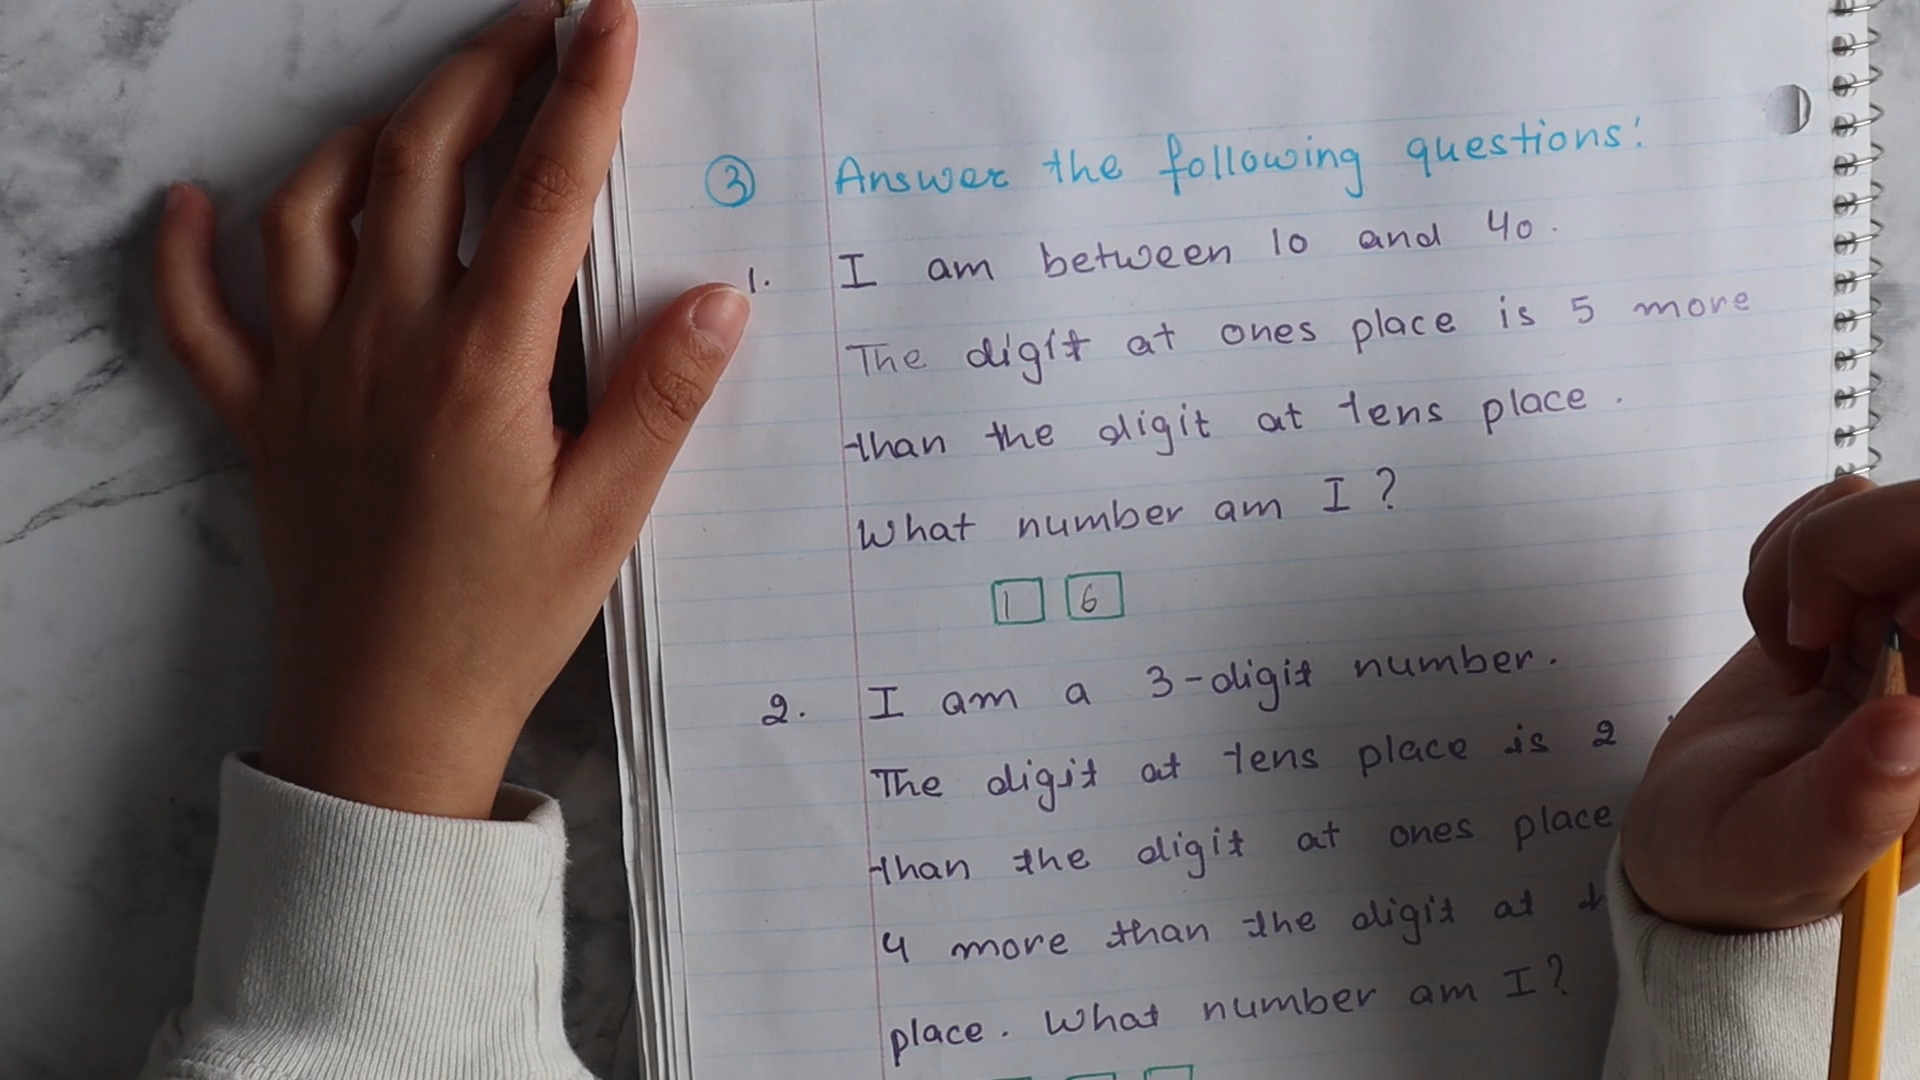 ③ Answer the following questions:
1. I am between 10 and 40.
The digit at ones place is 5 more
than the digit at tens place.
What number am I?
1 6
2. I am a 3-digit number.
The digit at tens place is 2
than the digit at ones place
4 more than the digit at
place. What number am I?